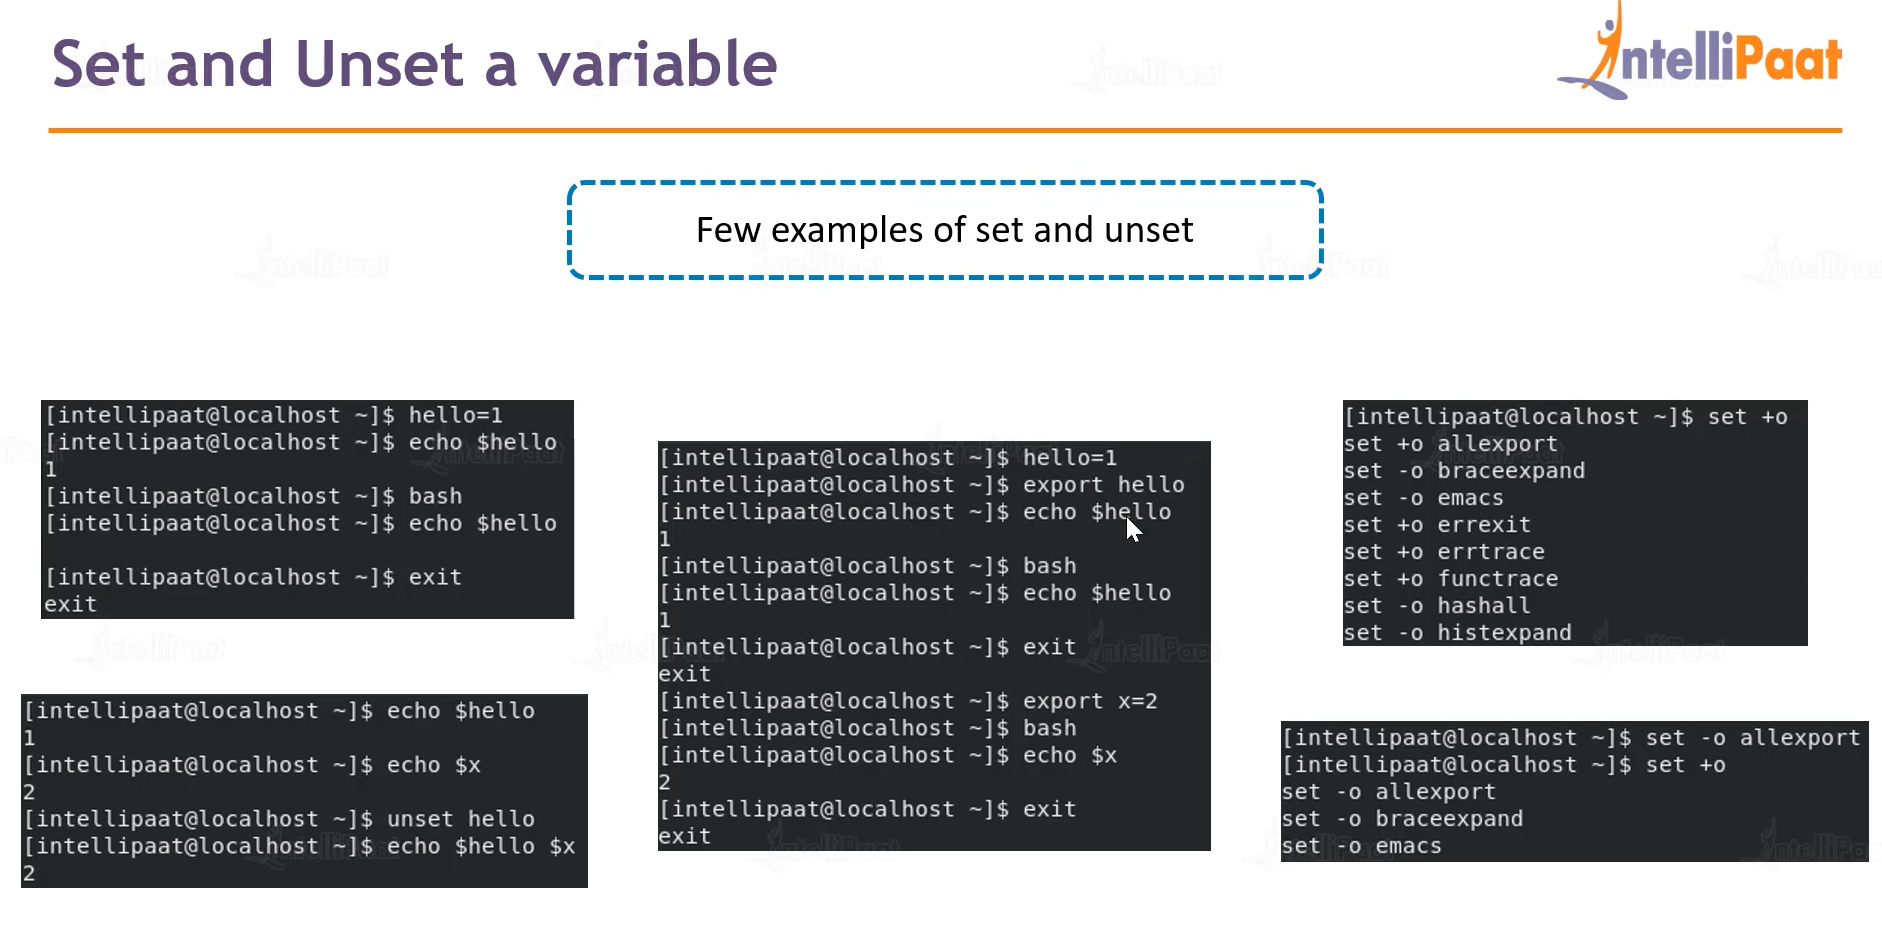 Set and Unset a variable
IntelliPaat
Few examples of set and unset
[intellipaat@localhost ~]$ hello=1
[intellipaat@localhost ~]$ echo $hello
1
[intellipaat@localhost ~]$ bash
[intellipaat@localhost ~]$ echo $hello
[intellipaat@localhost ~]$ exit
exit
[intellipaat@localhost ~]$ echo $hello
1
[intellipaat@localhost ~]$ echo $x
2
[intellipaat@localhost ~]$ unset hello
[intellipaat@localhost ~]$ echo $hello $x
2
[intellipaat@localhost ~]$ hello=1
[intellipaat@localhost ~]$ export hello
[intellipaat@localhost ~]$ echo $hello
1
[intellipaat@localhost ~]$ bash
[intellipaat@localhost ~]$ echo $hello
1
[intellipaat@localhost ~]$ exit
exit
[intellipaat@localhost ~]$ export x=2
[intellipaat@localhost ~]$ bash
[intellipaat@localhost ~]$ echo $x
2
[intellipaat@localhost ~]$ exit
exit
[intellipaat@localhost ~]$ set +o
set +o allexport
set -o braceexpand
set -o emacs
set +o errexit
set +o errtrace
set +o functrace
set -o hashall
set -o histexpand
[intellipaat@localhost ~]$ set -o allexport
[intellipaat@localhost ~]$ set +o
set -o allexport
set -o braceexpand
set -o emacs